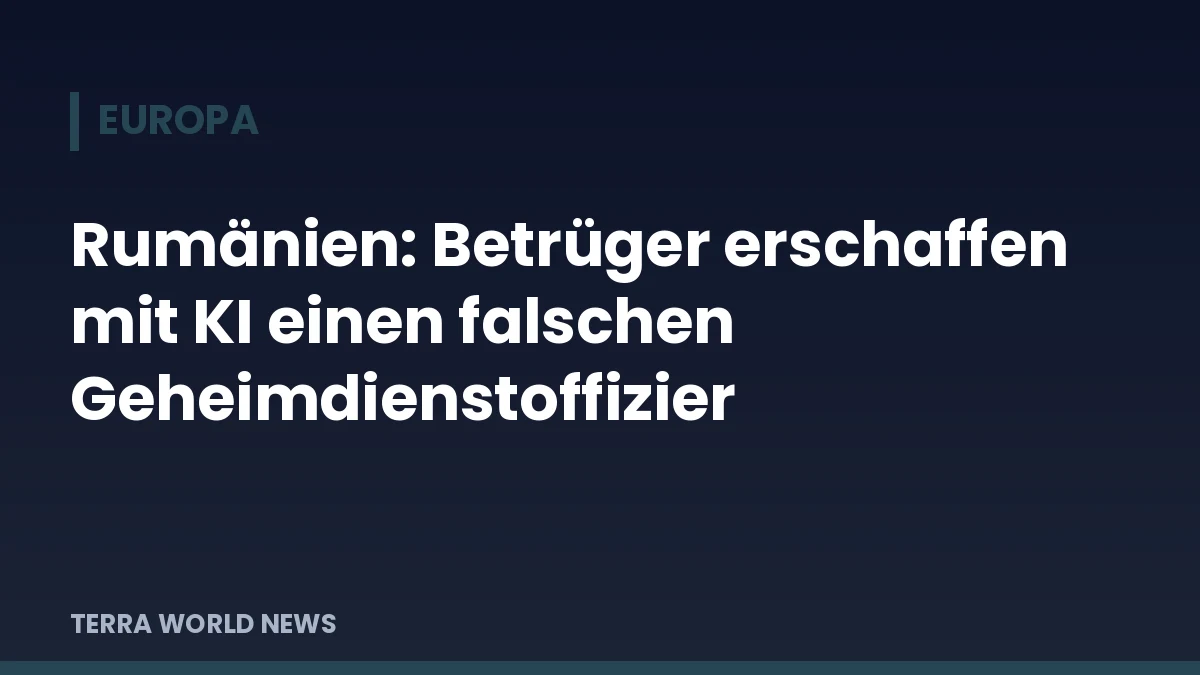 EUROPA
Rumänien: Betrüger erschaffen
mit KI einen falschen
Geheimdienstoffizier
TERRA WORLD NEWS